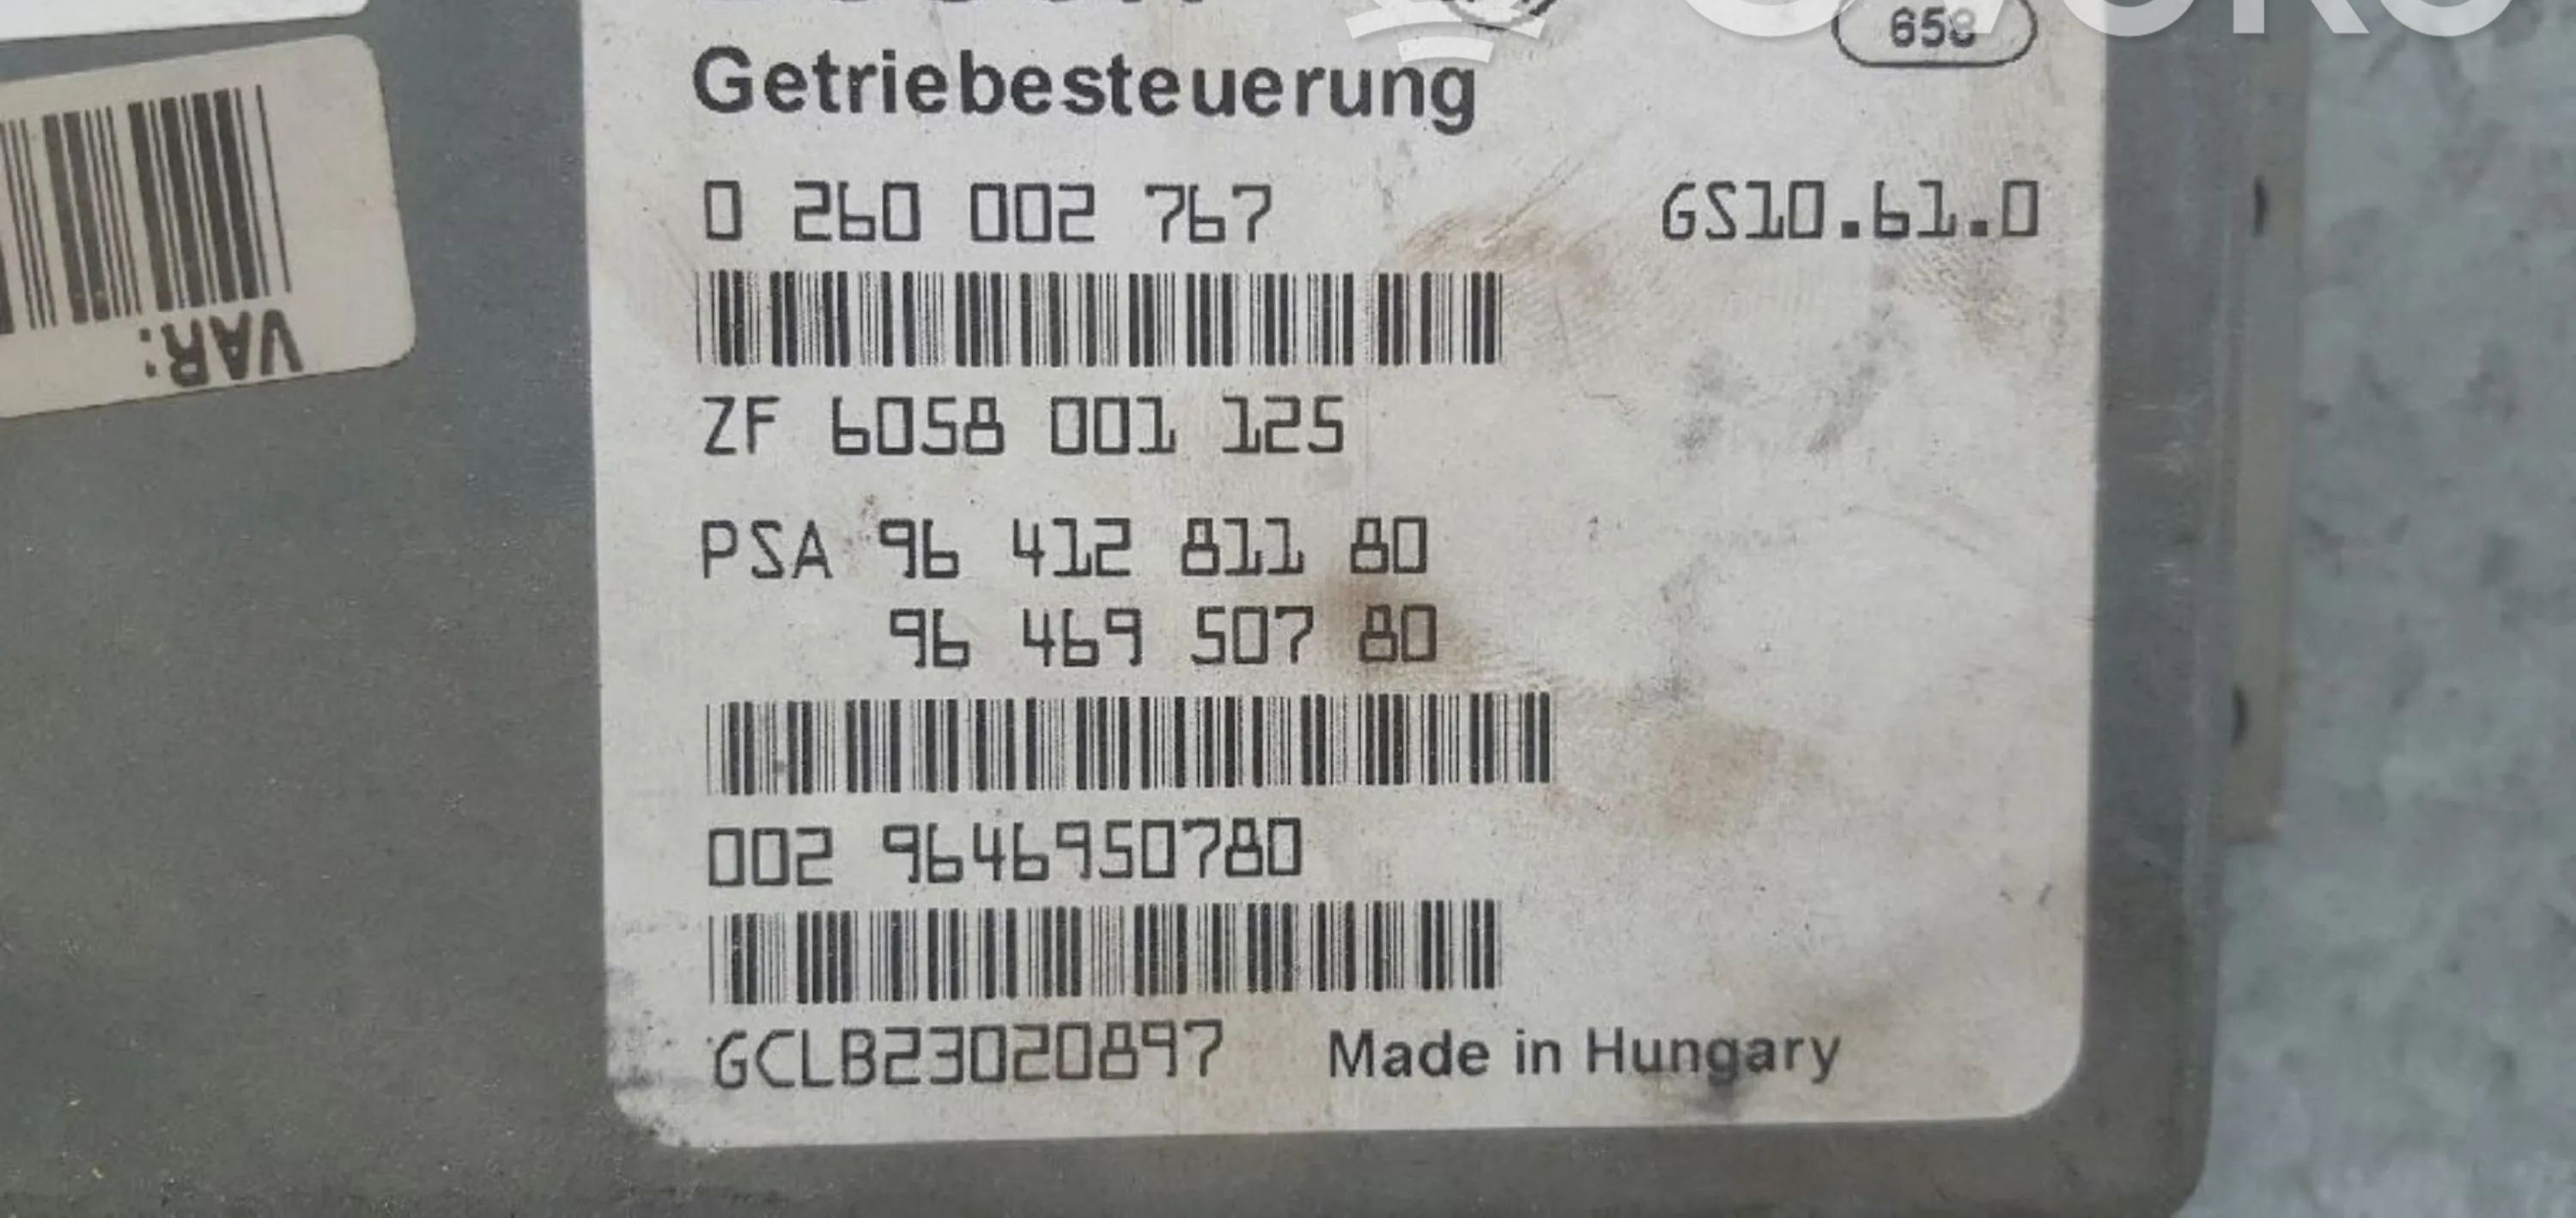 658
Getriebesteuerung
0 260 002 767 GS10.61.0
VAR:
ZF 6058 001 125
PSA 96 412 811 80
96 469 507 80
002 9646950780
GCLB23020897 Made in Hungary